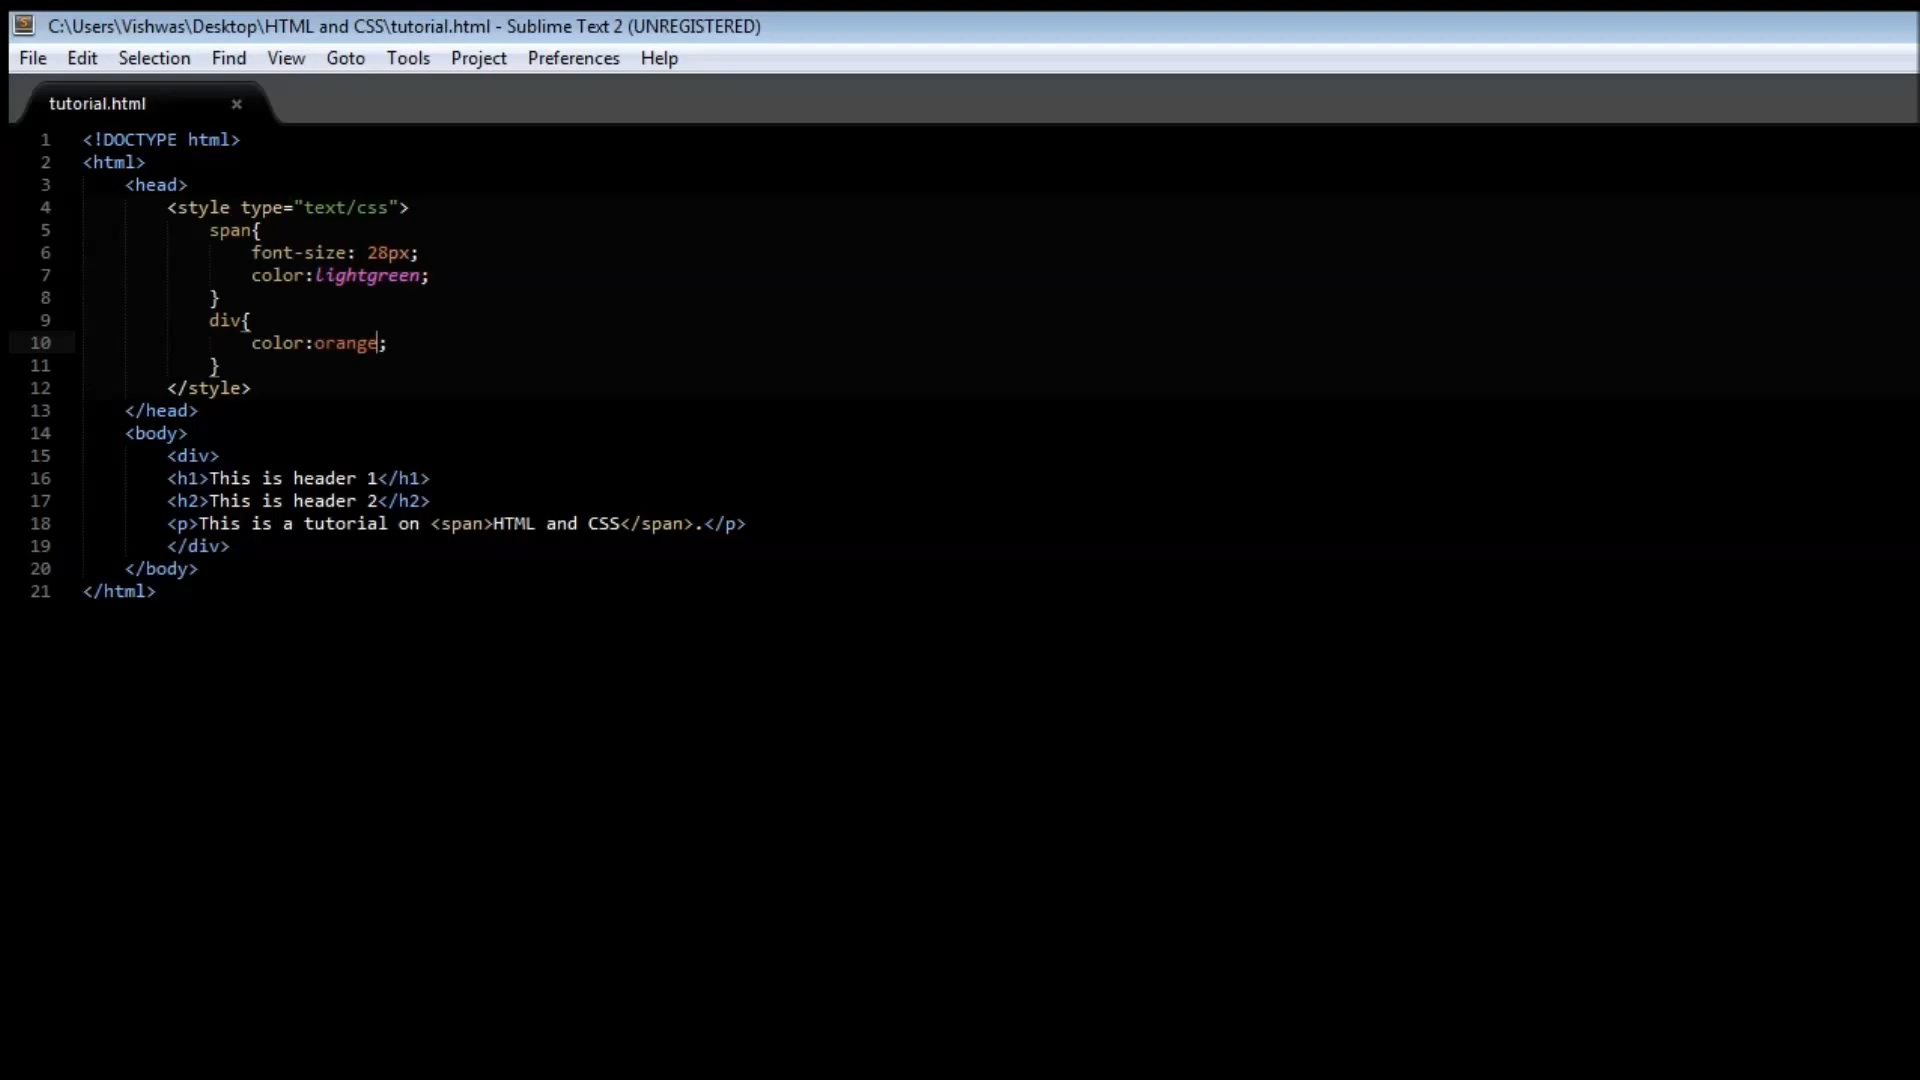 C:\Users\Vishwas\Desktop\HTML and CSS\tutorial.html - Sublime Text 2 (UNREGISTERED)
File Edit Selection Find View Goto Tools Project Preferences Help
tutorial.html ×
1 <!DOCTYPE html>
2 <html>
3 <head>
4 <style type="text/css">
5 span{
6 font-size: 28px;
7 color:lightgreen;
8 }
9 div{
10 color:orange;
11 }
12 </style>
13 </head>
14 <body>
15 <div>
16 <h1>This is header 1</h1>
17 <h2>This is header 2</h2>
18 <p>This is a tutorial on <span>HTML and CSS</span>.</p>
19 </div>
20 </body>
21 </html>